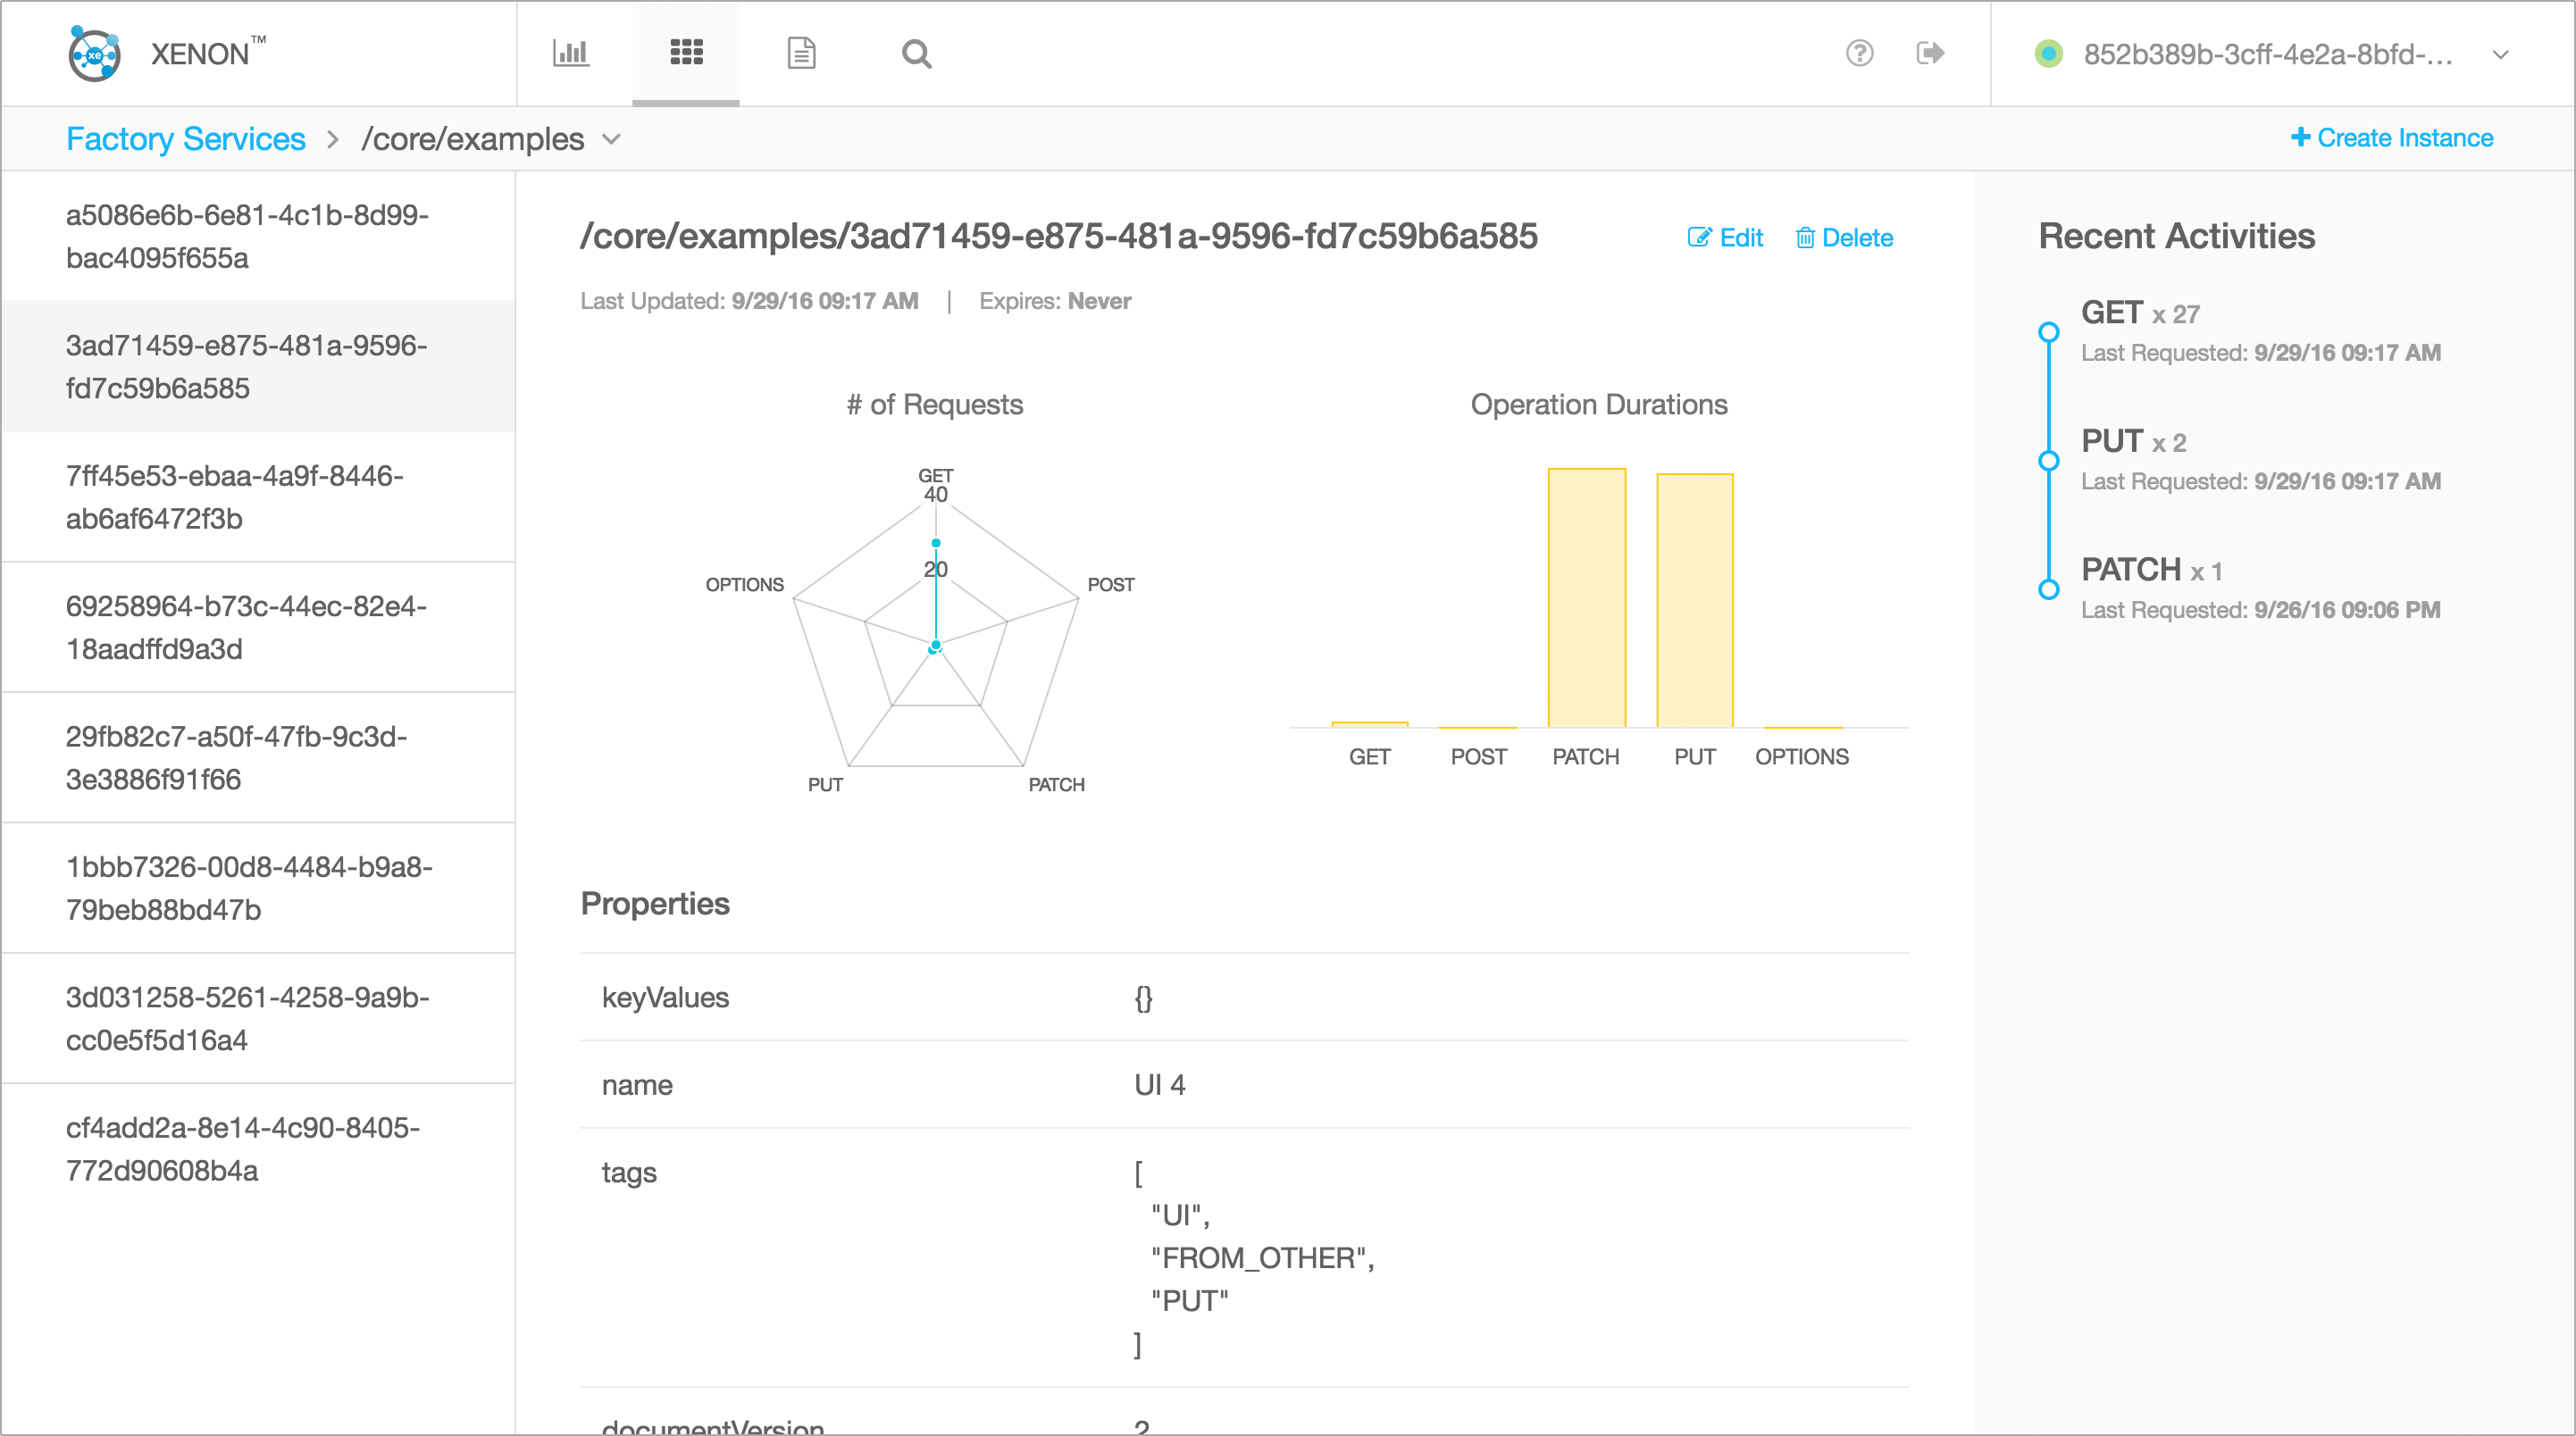 XENON™
852b389b-3cff-4e2a-8bfd-...
Factory Services
/core/examples
Create Instance
a5086e6b-6e81-4c1b-8d99-
bac4095f655a
3ad71459-e875-481a-9596-
fd7c59b6a585
7ff45e53-ebaa-4a9f-8446-
ab6af6472f3b
69258964-b73c-44ec-82e4-
18aadffd9a3d
29fb82c7-a50f-47fb-9c3d-
3e3886f91f66
1bbb7326-00d8-4484-b9a8-
79beb88bd47b
3d031258-5261-4258-9a9b-
cc0e5f5d16a4
cf4add2a-8e14-4c90-8405-
772d90608b4a
/core/examples/3ad71459-e875-481a-9596-fd7c59b6a585
Edit
Delete
Last Updated: 9/29/16 09:17 AM | Expires: Never
# of Requests
GET
40
20
OPTIONS
POST
PUT
PATCH
Operation Durations
GET
POST
PATCH
PUT
OPTIONS
Properties
keyValues
{}
name
UI 4
tags
[
"UI",
"FROM_OTHER",
"PUT"
]
documentVersion
2
Recent Activities
GET x 27
Last Requested: 9/29/16 09:17 AM
PUT x 2
Last Requested: 9/29/16 09:17 AM
PATCH x 1
Last Requested: 9/26/16 09:06 PM